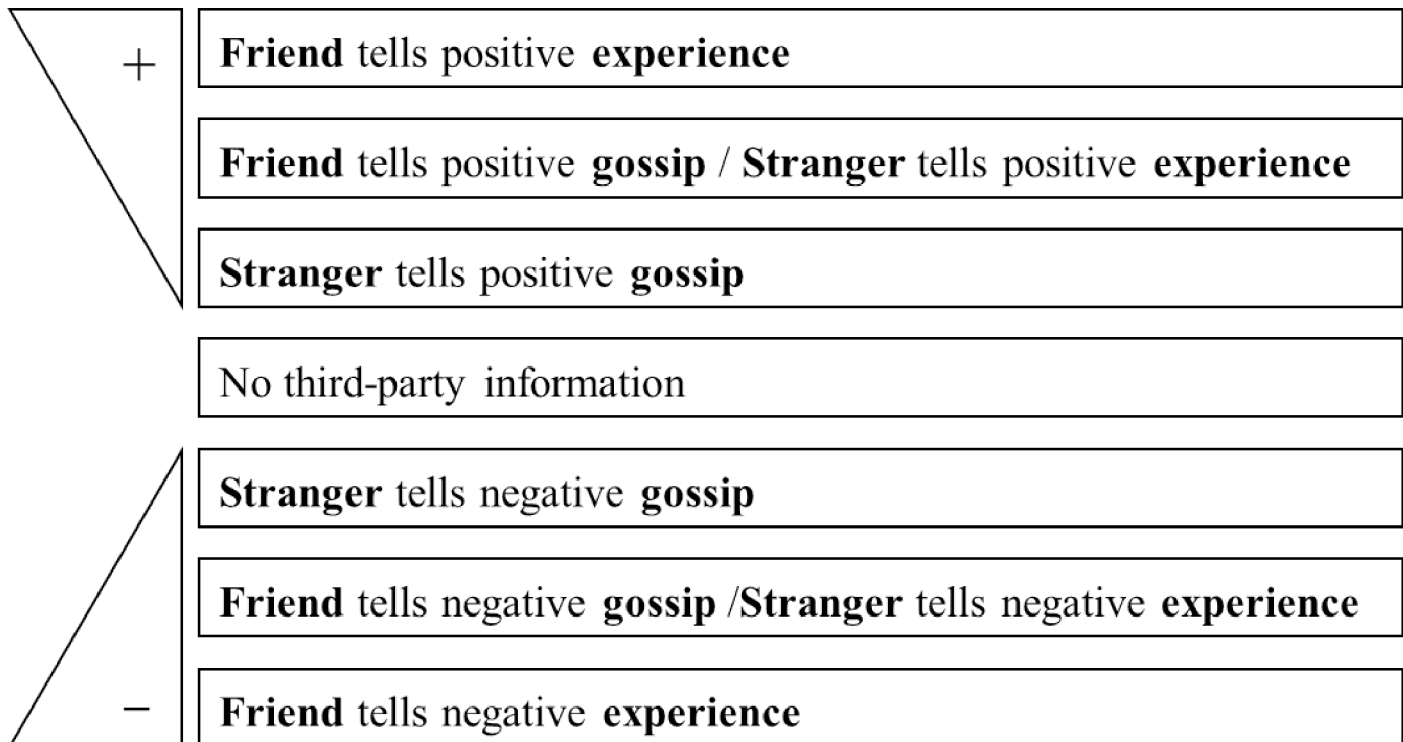 +
Friend tells positive experience
Friend tells positive gossip / Stranger tells positive experience
Stranger tells positive gossip
No third-party information
Stranger tells negative gossip
Friend tells negative gossip /Stranger tells negative experience
−
Friend tells negative experience